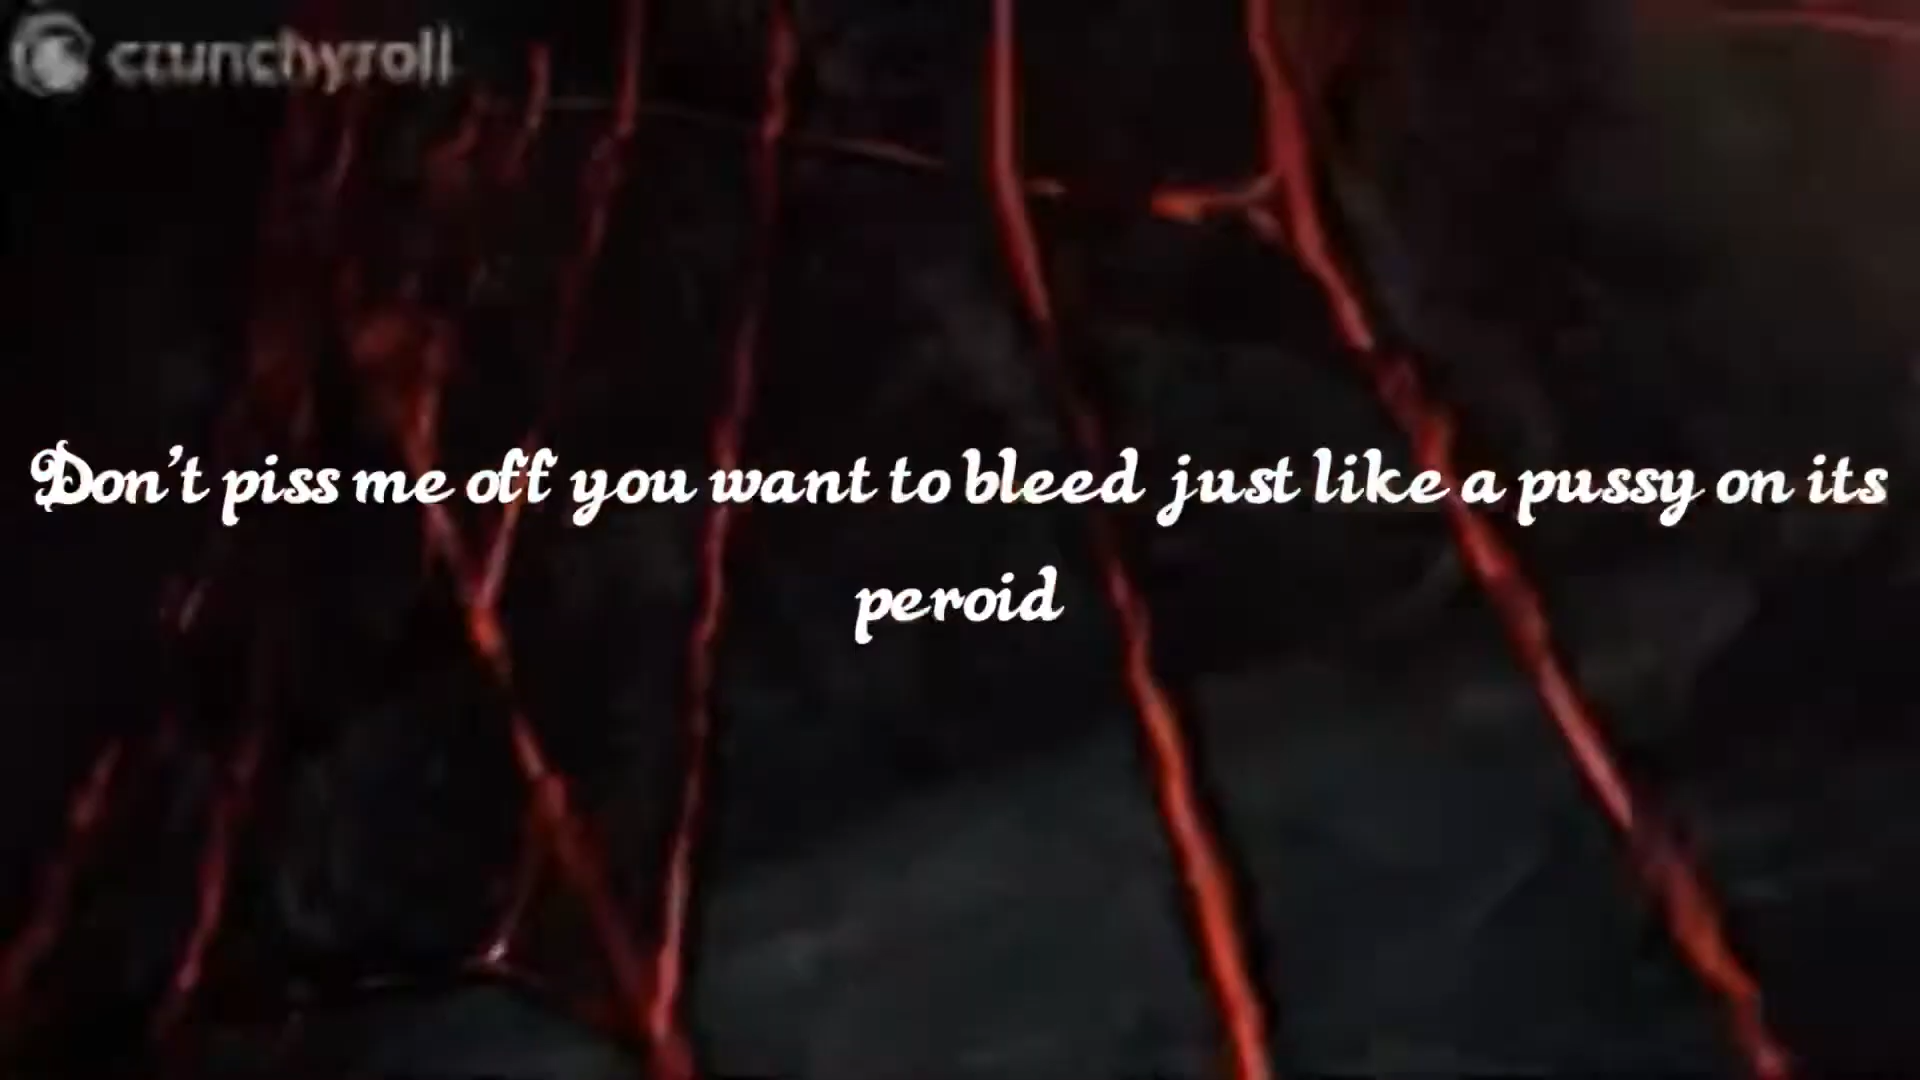 crunchyroll
Don't piss me off you want to bleed just like a pussy on its
peroid